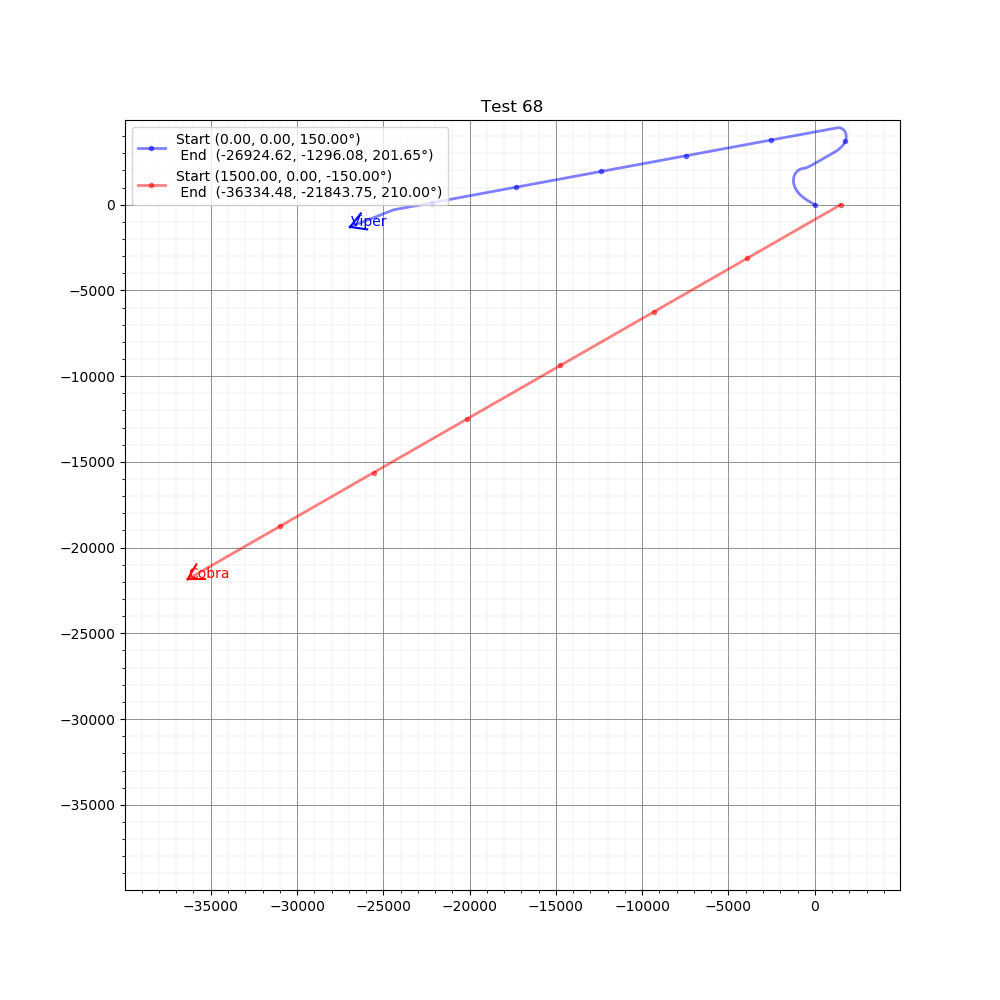 Test 68
Start (0.00, 0.00, 150.00°)
End (-26924.62, -1296.08, 201.65°)
Start (1500.00, 0.00, -150.00°)
End (-36334.48, -21843.75, 210.00°)
0
Viper
−5000
−10000
−15000
−20000
Cobra
−25000
−30000
−35000
−35000 −30000 −25000 −20000 −15000 −10000 −5000 0